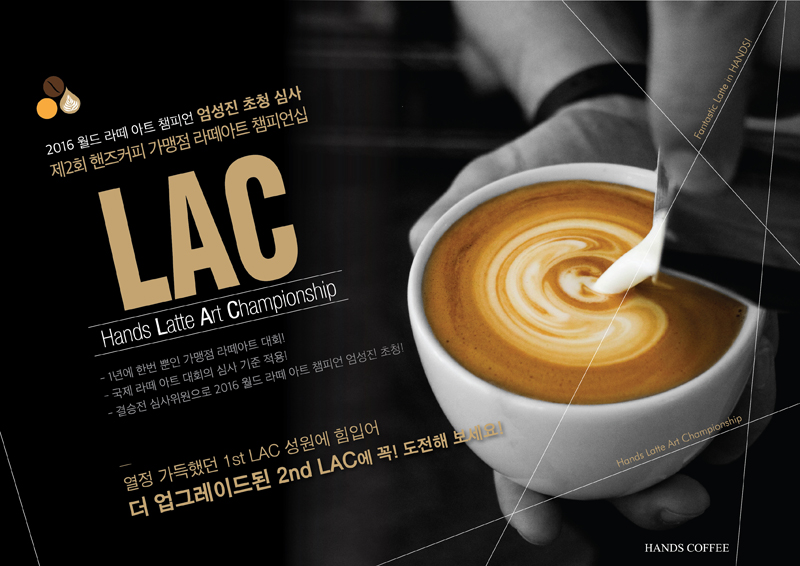 2016 월드 라떼 아트 챔피언 엄성진 초청 심사
제2회 핸즈커피 가맹점 라떼아트 챔피언십
LAC
Hands Latte Art Championship
- 1년에 한번 뿐인 가맹점 라떼아트 대회!
- 국제 라떼 아트 대회의 심사 기준 적용!
- 결승전 심사위원으로 2016 월드 라떼 아트 챔피언 엄성진 초청!
열정 가득했던 1st LAC 성원에 힘입어
더 업그레이드된 2nd LAC에 꼭! 도전해 보세요!
Fantastic Latte in HANDS!
Hands Latte Art Championship
HANDS COFFEE